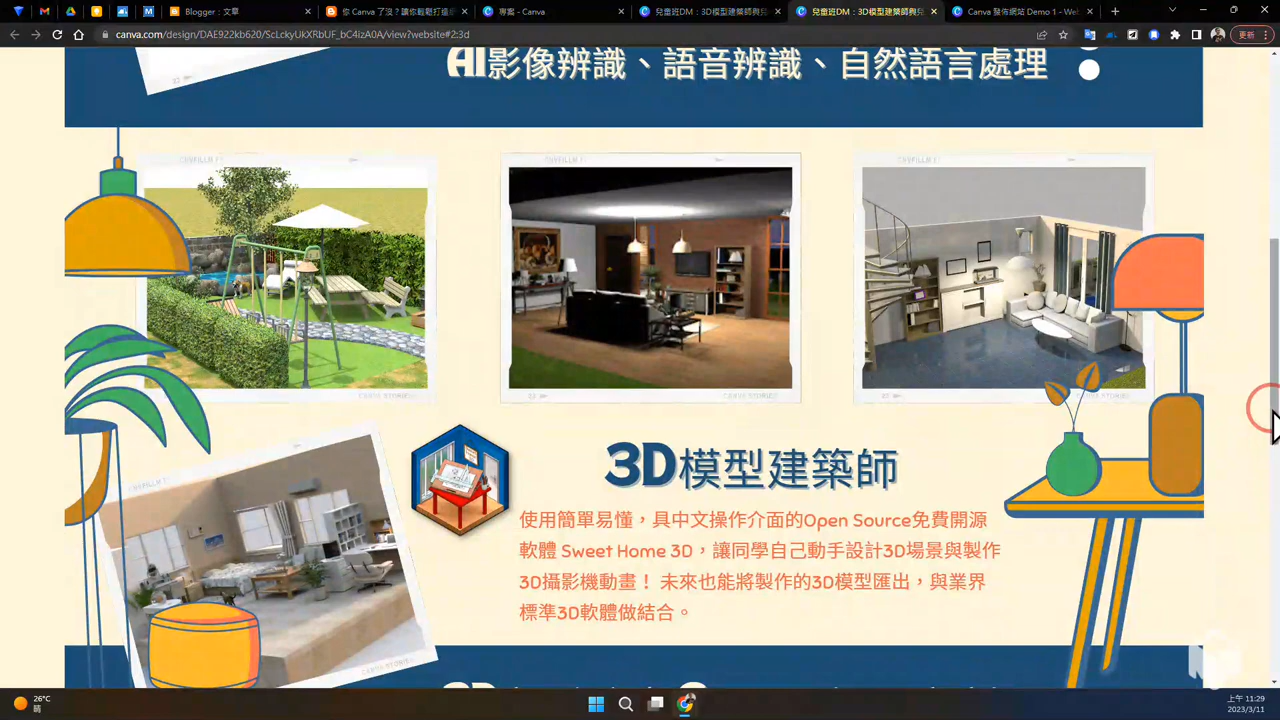 Blogger：文章
你 Canva 了沒？讓你輕鬆打造個
專案 - Canva
兒童班DM：3D模型建築師與兒
兒童班DM：3D模型建築師與兒
Canva 發佈網站 Demo 1 - Web
canva.com/design/DAE922kb620/ScLckyUkXRbUF_bC4izA0A/view?website#2:3d
更新
AI影像辨識、語音辨識、自然語言處理
3D模型建築師
使用簡單易懂，具中文操作介面的Open Source免費開源
軟體 Sweet Home 3D，讓同學自己動手設計3D場景與製作
3D攝影機動畫！ 未來也能將製作的3D模型匯出，與業界
標準3D軟體做結合。
26°C
晴
上午 11:29
2023/3/11